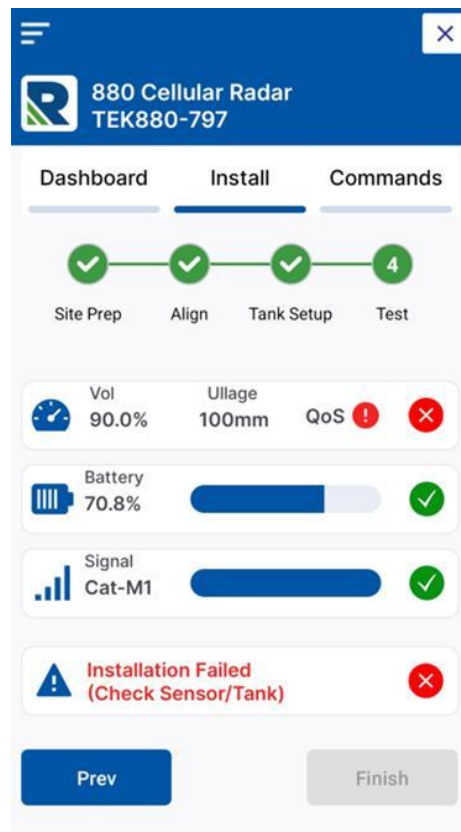 880 Cellular Radar
TEK880-797
Dashboard Install Commands
4
Site Prep Align Tank Setup Test
Vol Ullage
90.0% 100mm QoS !
Battery
70.8%
Signal
Cat-M1
Installation Failed
(Check Sensor/Tank)
Prev Finish